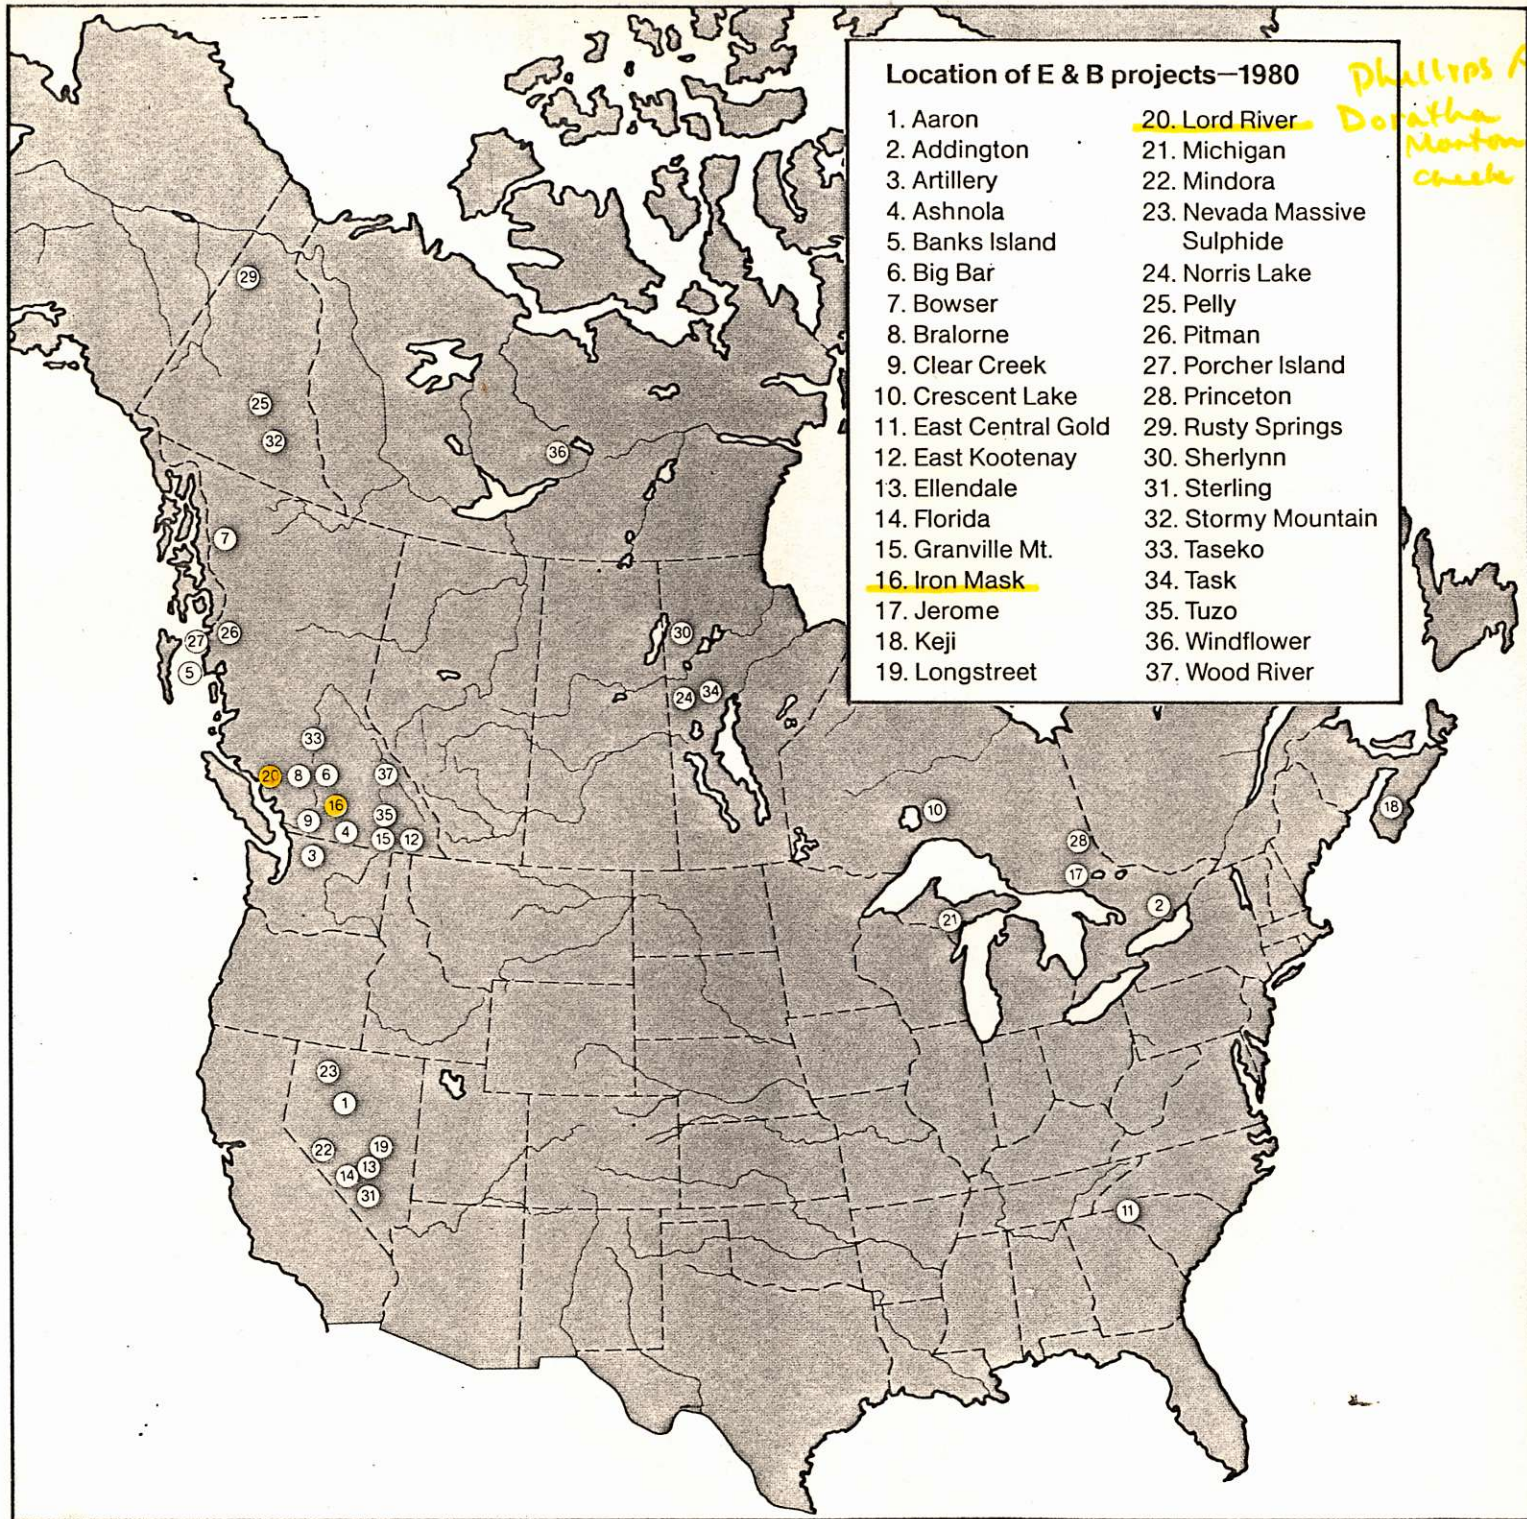 Location of E & B projects—1980
1. Aaron
2. Addington
3. Artillery
4. Ashnola
5. Banks Island
6. Big Bar
7. Bowser
8. Bralorne
9. Clear Creek
10. Crescent Lake
11. East Central Gold
12. East Kootenay
13. Ellendale
14. Florida
15. Granville Mt.
16. Iron Mask
17. Jerome
18. Keji
19. Longstreet
20. Lord River
21. Michigan
22. Mindora
23. Nevada Massive
Sulphide
24. Norris Lake
25. Pelly
26. Pitman
27. Porcher Island
28. Princeton
29. Rusty Springs
30. Sherlynn
31. Sterling
32. Stormy Mountain
33. Taseko
34. Task
35. Tuzo
36. Windflower
37. Wood River
Phillips
Doratha
Morton
29
25
32
36
7
27
26
5
30
24
34
33
20
8
6
37
16
9
4
35
15
12
3
10
28
17
2
18
21
23
1
22
19
13
14
31
11